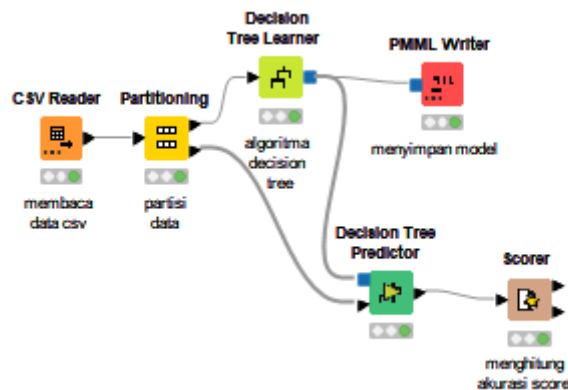 CSV Reader
membaca
data csv
Partitioning
partisi
data
Decision
Tree Learner
algoritma
decision
tree
PMML Writer
menyimpan model
Decision Tree
Predictor
Scorer
menghitung
akurasi score